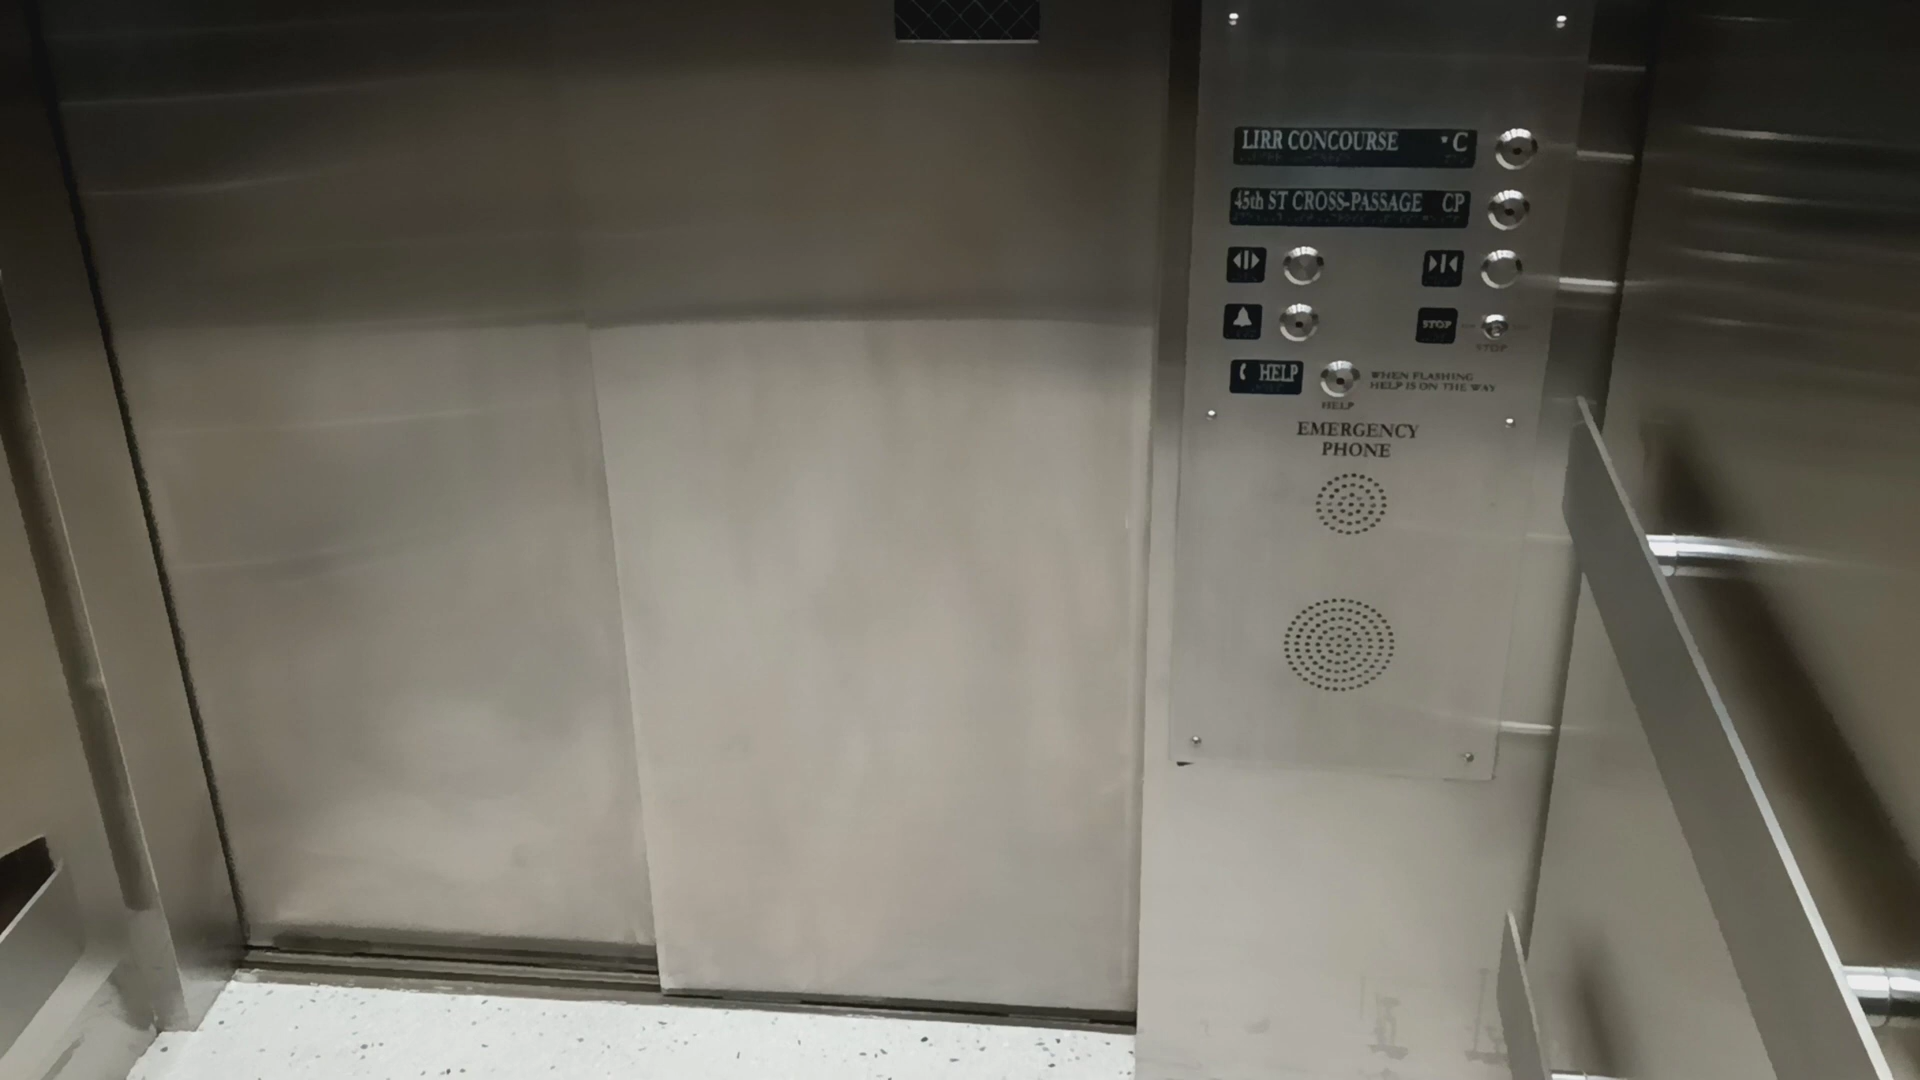 LIRR CONCOURSE *C
45th ST CROSS-PASSAGE CP
STOP
STOP
HELP
WHEN FLASHING
HELP IS ON THE WAY
HELP
EMERGENCY
PHONE